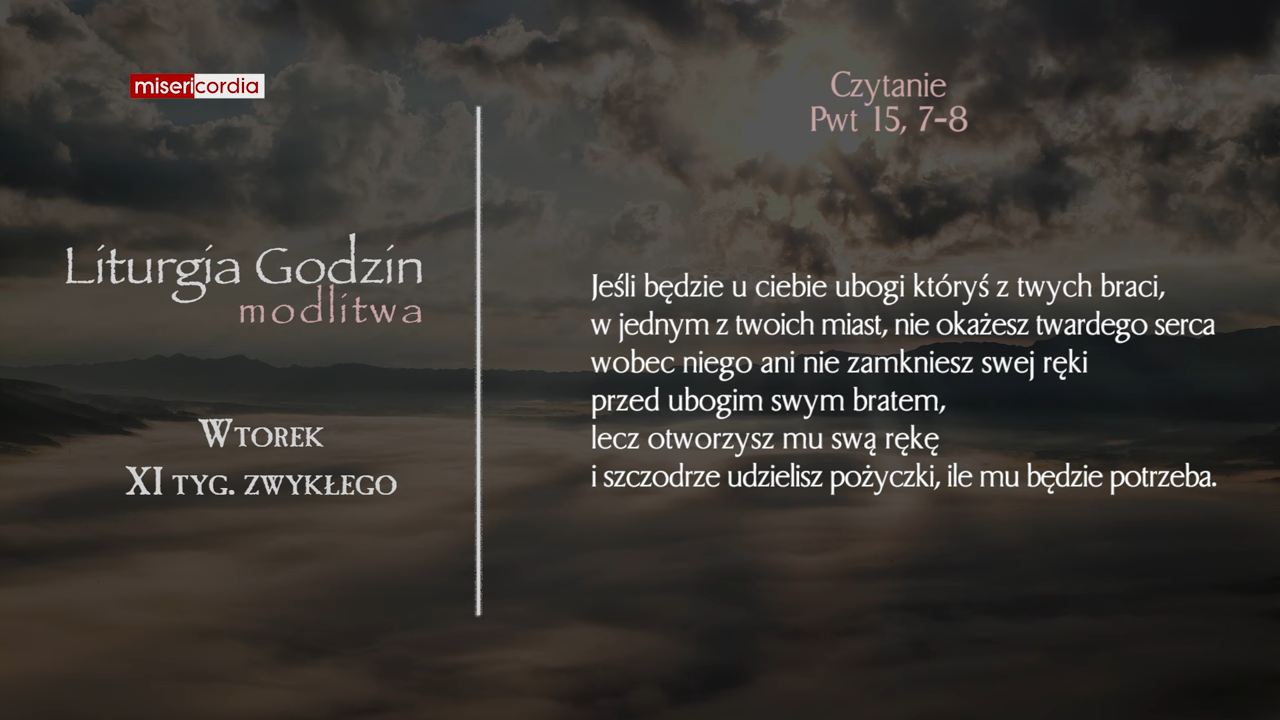 misericordia
Liturgia Godzin
modlitwa
Wtorek
XI tyg. zwykłego
Czytanie
Pwt 15, 7-8
Jeśli będzie u ciebie ubogi któryś z twych braci,
w jednym z twoich miast, nie okażesz twardego serca
wobec niego ani nie zamkniesz swej ręki
przed ubogim swym bratem,
lecz otworzysz mu swą rękę
i szczodrze udzielisz pożyczki, ile mu będzie potrzeba.